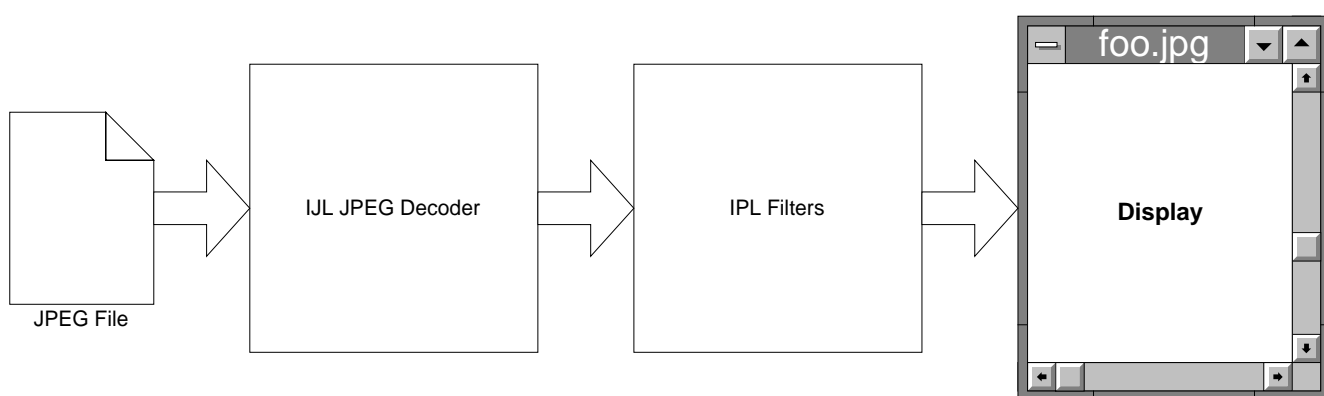 foo.jpg
IJL JPEG Decoder
IPL Filters
Display
JPEG File